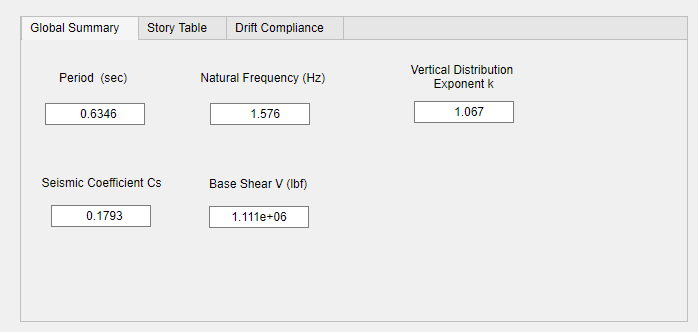 Global Summary
Story Table
Drift Compliance
Period (sec)
Natural Frequency (Hz)
Vertical Distribution
Exponent k
0.6346
1.576
1.067
Seismic Coefficient Cs
Base Shear V (lbf)
0.1793
1.111e+06